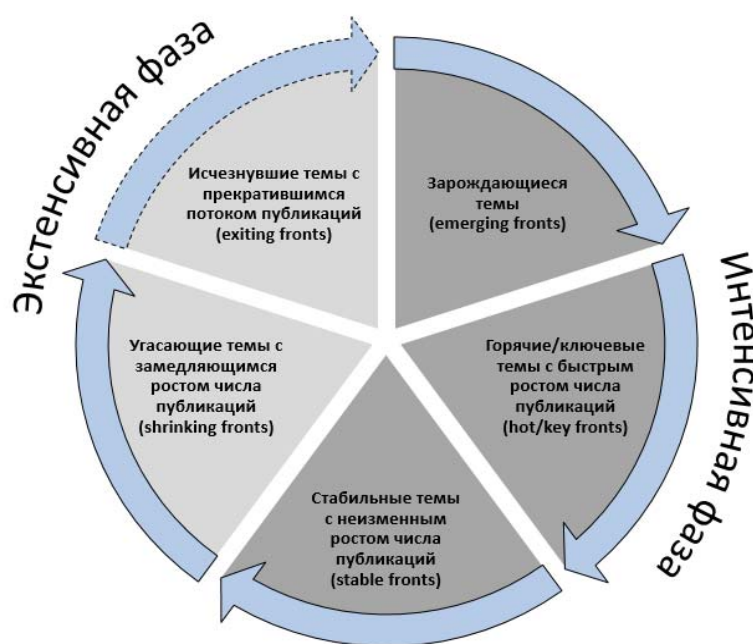 Экстенсивная фаза
Исчезнувшие темы с
прекратившимся
потоком публикаций
(exiting fronts)
Зарождающиеся
темы
(emerging fronts)
Угасающие темы с
замедляющимся
ростом числа
публикаций
(shrinking fronts)
Горячие/ключевые
темы с быстрым
ростом числа
публикаций
(hot/key fronts)
Интенсивная фаза
Стабильные темы
с неизменным
ростом числа
публикаций
(stable fronts)